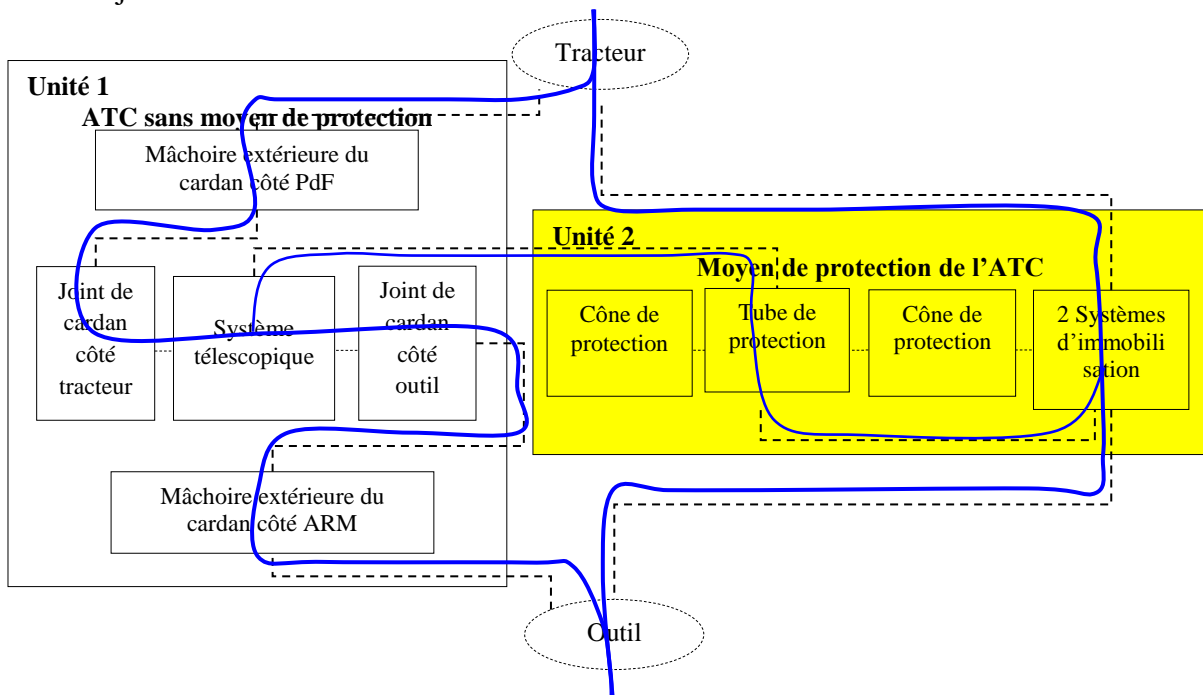 Tracteur
Unité 1
ATC sans moyen de protection
Mâchoire extérieure du
cardan côté PdF
Joint de
cardan
côté
tracteur
Système
télescopique
Joint de
cardan
côté
outil
Mâchoire extérieure du
cardan côté ARM
Unité 2
Moyen de protection de l'ATC
Cône de
protection
Tube de
protection
Cône de
protection
2 Systèmes
d'immobili
sation
Outil